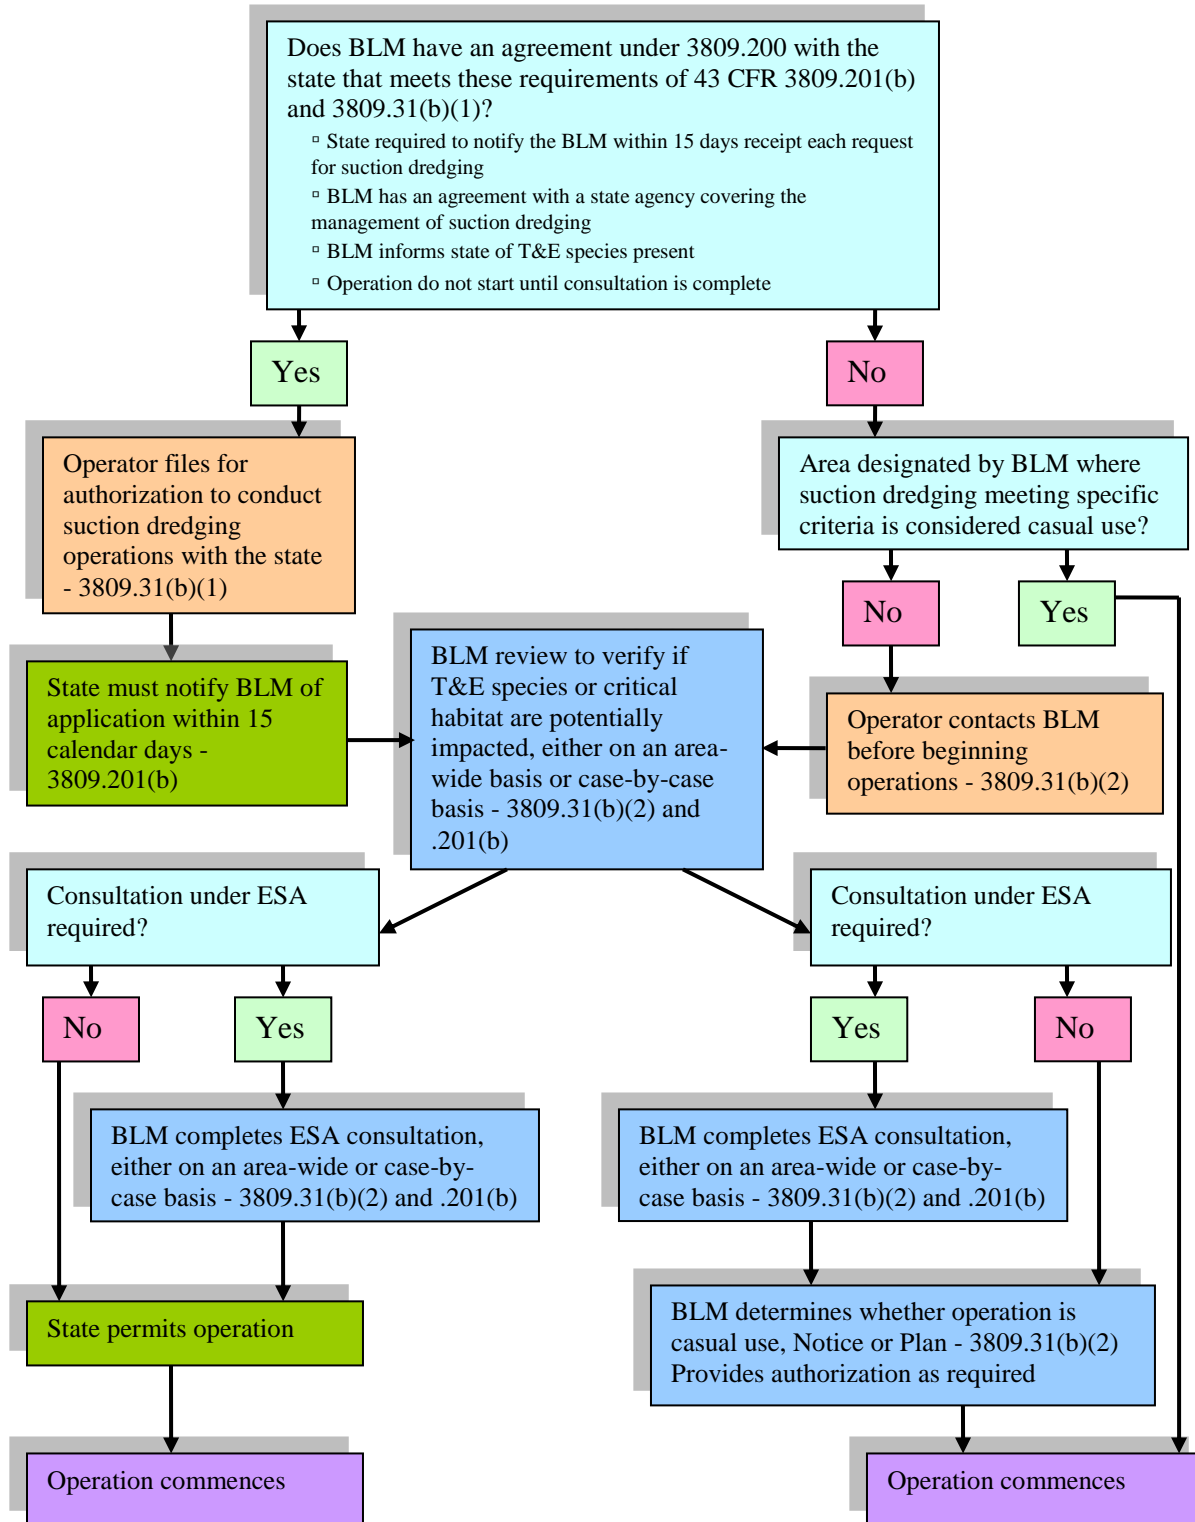 Does BLM have an agreement under 3809.200 with the
state that meets these requirements of 43 CFR 3809.201(b)
and 3809.31(b)(1)?
▫ State required to notify the BLM within 15 days receipt each request
for suction dredging
▫ BLM has an agreement with a state agency covering the
management of suction dredging
▫ BLM informs state of T&E species present
▫ Operation do not start until consultation is complete
Yes
No
Operator files for
authorization to conduct
suction dredging
operations with the state
- 3809.31(b)(1)
Area designated by BLM where
suction dredging meeting specific
criteria is considered casual use?
No
Yes
State must notify BLM of
application within 15
calendar days -
3809.201(b)
BLM review to verify if
T&E species or critical
habitat are potentially
impacted, either on an area-
wide basis or case-by-case
basis - 3809.31(b)(2) and
.201(b)
Operator contacts BLM
before beginning
operations - 3809.31(b)(2)
Consultation under ESA
required?
Consultation under ESA
required?
No
Yes
Yes
No
BLM completes ESA consultation,
either on an area-wide or case-by-
case basis - 3809.31(b)(2) and .201(b)
BLM completes ESA consultation,
either on an area-wide or case-by-
case basis - 3809.31(b)(2) and .201(b)
State permits operation
BLM determines whether operation is
casual use, Notice or Plan - 3809.31(b)(2)
Provides authorization as required
Operation commences
Operation commences